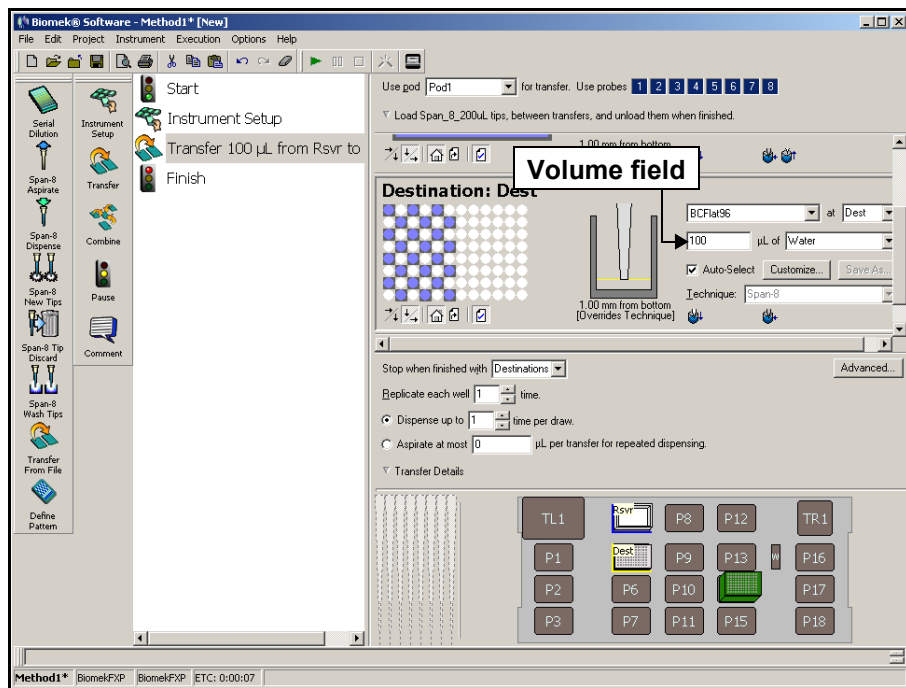 Biomek® Software - Method1* [New]
File Edit Project Instrument Execution Options Help
Serial Dilution
Span-8 Aspirate
Span-8 Dispense
Span-8 New Tips
Span-8 Tip Discard
Span-8 Wash Tips
Transfer From File
Define Pattern
Instrument Setup
Transfer
Combine
Pause
Comment
Start
Instrument Setup
Transfer 100 µL from Rsvr to
Finish
Use pod Pod1 for transfer. Use probes 1 2 3 4 5 6 7 8
Load Span_8_200uL tips, between transfers, and unload them when finished.
1.00 mm from bottom
Volume field
Destination: Dest
BCFlat96 at Dest
100 µL of Water
Auto-Select Customize... Save As...
1.00 mm from bottom
[Overrides Technique]
Technique: Span-8
Stop when finished with Destinations
Advanced...
Replicate each well 1 time.
Dispense up to 1 time per draw.
Aspirate at most 0 µL per transfer for repeated dispensing.
Transfer Details
TL1 Rsvr P8 P12 TR1
P1 Dest P9 P13 W P16
P2 P6 P10 P17
P3 P7 P11 P15 P18
Method1* BiomekFXP BiomekFXP ETC: 0:00:07